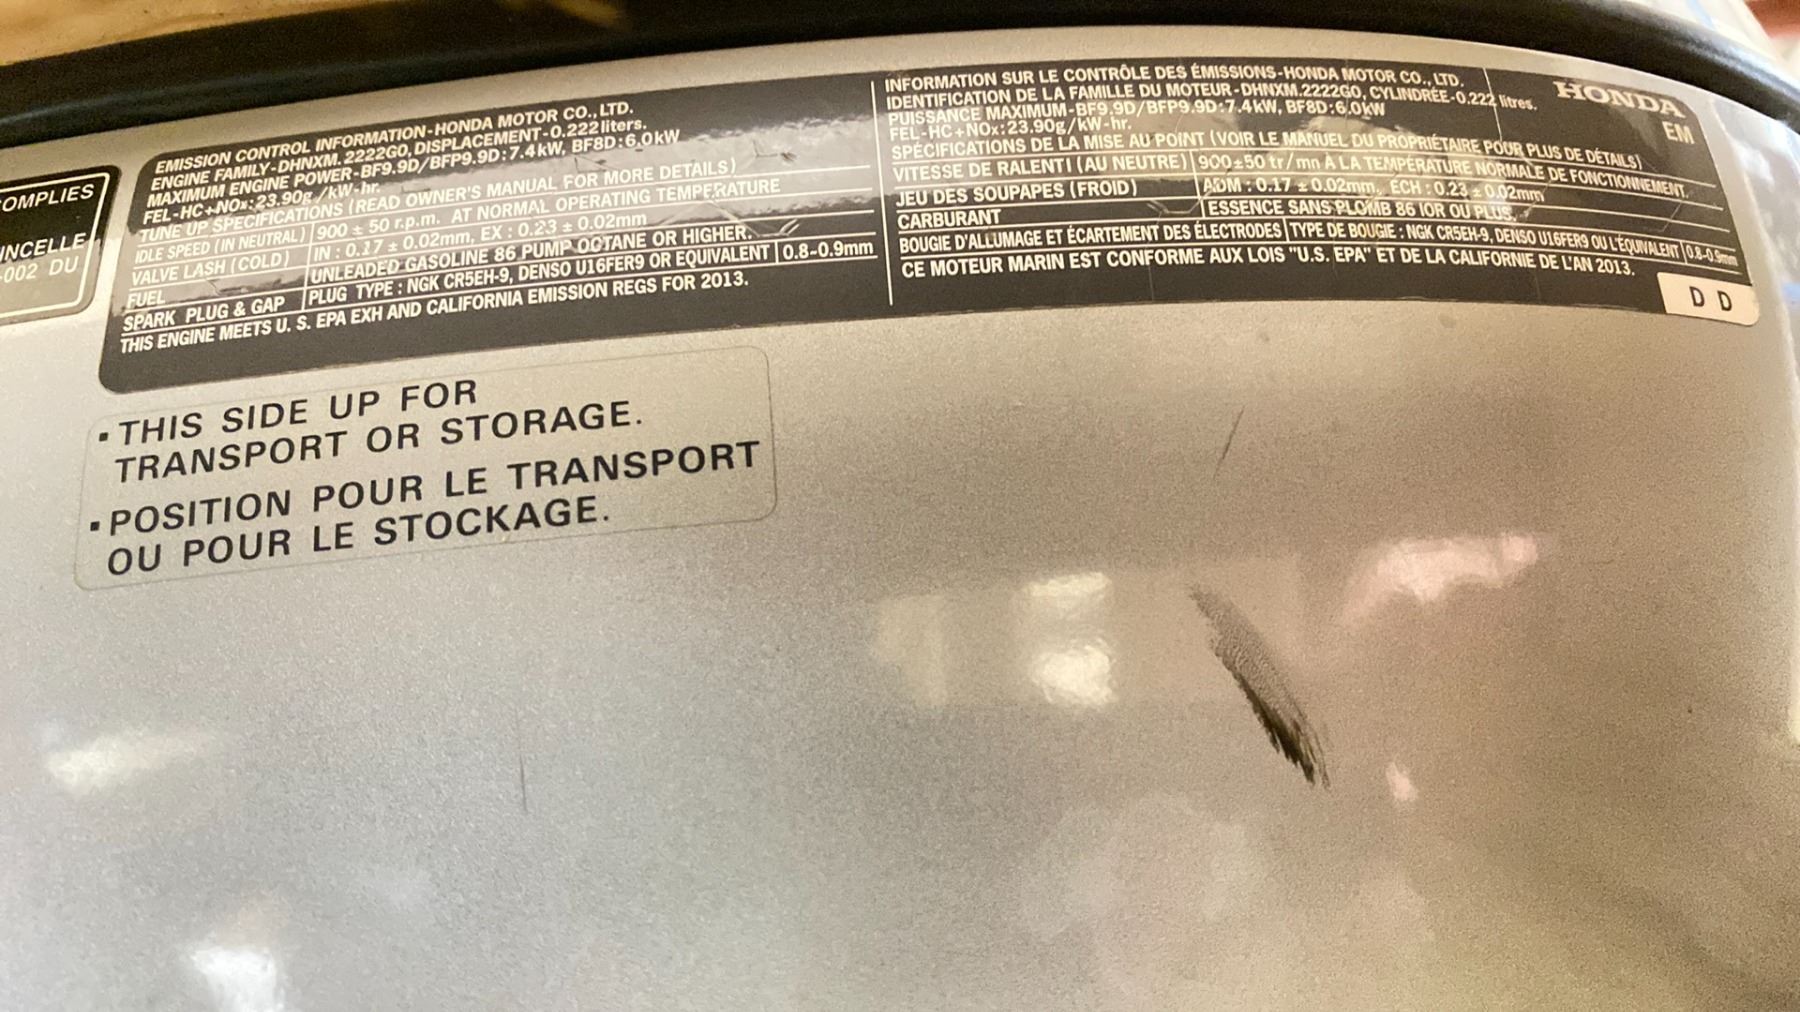 OMPLIES
INCELLE
-002 DU
EMISSION CONTROL INFORMATION-HONDA MOTOR CO., LTD.
ENGINE FAMILY-DHNXM.2222GO, DISPLACEMENT-0.222 liters.
MAXIMUM ENGINE POWER-BF9.9D/BFP9.9D:7.4kW, BF8D:6.0kW
FEL-HC+NOx:23.90g/kW-hr.
TUNE UP SPECIFICATIONS (READ OWNER'S MANUAL FOR MORE DETAILS)
IDLE SPEED (IN NEUTRAL) 900 ± 50 r.p.m. AT NORMAL OPERATING TEMPERATURE
VALVE LASH (COLD) IN : 0.17 ± 0.02mm, EX : 0.23 ± 0.02mm
FUEL UNLEADED GASOLINE 86 PUMP OCTANE OR HIGHER.
SPARK PLUG & GAP PLUG TYPE : NGK CR5EH-9, DENSO U16FER9 OR EQUIVALENT 0.8-0.9mm
THIS ENGINE MEETS U. S. EPA EXH AND CALIFORNIA EMISSION REGS FOR 2013.
INFORMATION SUR LE CONTRÔLE DES ÉMISSIONS-HONDA MOTOR CO., LTD.
IDENTIFICATION DE LA FAMILLE DU MOTEUR-DHNXM.2222GO, CYLINDRÉE-0.222 litres.
PUISSANCE MAXIMUM-BF9.9D/BFP9.9D:7.4kW, BF8D:6.0kW
FEL-HC+NOx:23.90g/kW-hr.
SPÉCIFICATIONS DE LA MISE AU POINT (VOIR LE MANUEL DU PROPRIÉTAIRE POUR PLUS DE DÉTAILS)
VITESSE DE RALENTI (AU NEUTRE) 900±50 tr/mn À LA TEMPÉRATURE NORMALE DE FONCTIONNEMENT.
JEU DES SOUPAPES (FROID) ADM : 0.17 ± 0.02mm, ÉCH : 0.23 ± 0.02mm
CARBURANT ESSENCE SANS PLOMB 86 IOR OU PLUS.
BOUGIE D'ALLUMAGE ET ÉCARTEMENT DES ÉLECTRODES TYPE DE BOUGIE : NGK CR5EH-9, DENSO U16FER9 OU L'ÉQUIVALENT 0.8-0.9mm
CE MOTEUR MARIN EST CONFORME AUX LOIS "U.S. EPA" ET DE LA CALIFORNIE DE L'AN 2013.
HONDA
EM
D D
▪ THIS SIDE UP FOR
TRANSPORT OR STORAGE.
▪ POSITION POUR LE TRANSPORT
OU POUR LE STOCKAGE.